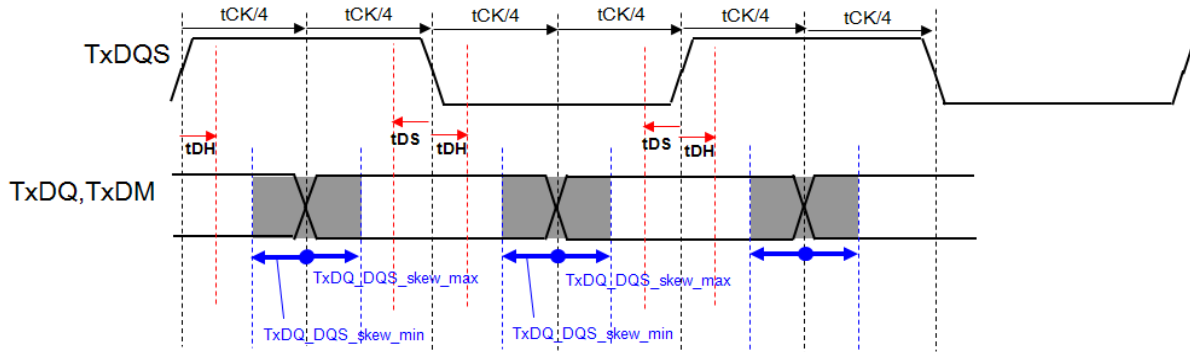 tCK/4 tCK/4 tCK/4 tCK/4 tCK/4 tCK/4
TxDQS
tDH tDS tDH tDS tDH
TxDQ,TxDM
TxDQ_DQS_skew_max TxDQ_DQS_skew_max
TxDQ_DQS_skew_min TxDQ_DQS_skew_min